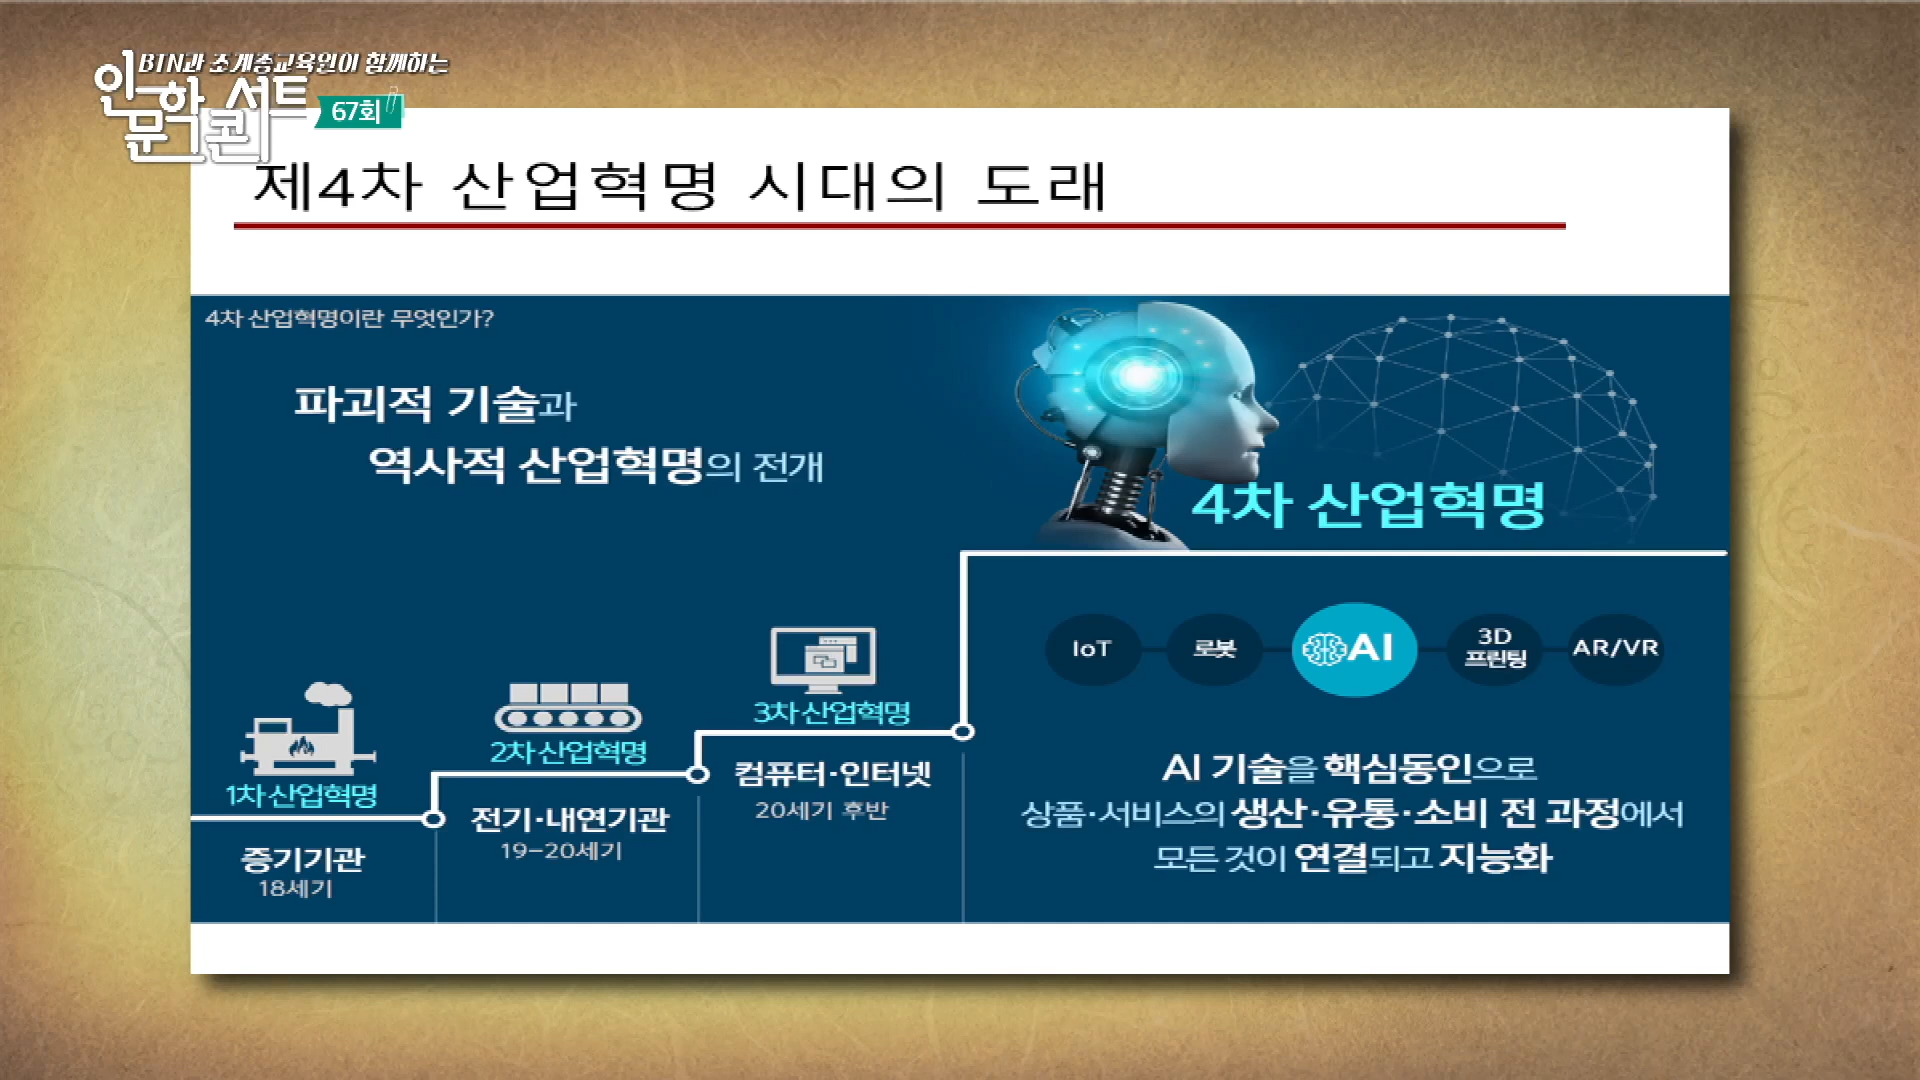 BTN과 조계종교육원이 함께하는
인문학 콘서트
67회
제4차 산업혁명 시대의 도래
4차 산업혁명이란 무엇인가?
파괴적 기술과
역사적 산업혁명의 전개
4차 산업혁명
IoT
로봇
AI
3D
프린팅
AR/VR
1차 산업혁명
증기기관
18세기
2차 산업혁명
전기·내연기관
19-20세기
3차 산업혁명
컴퓨터·인터넷
20세기 후반
AI 기술을 핵심동인으로
상품·서비스의 생산·유통·소비 전 과정에서
모든 것이 연결되고 지능화